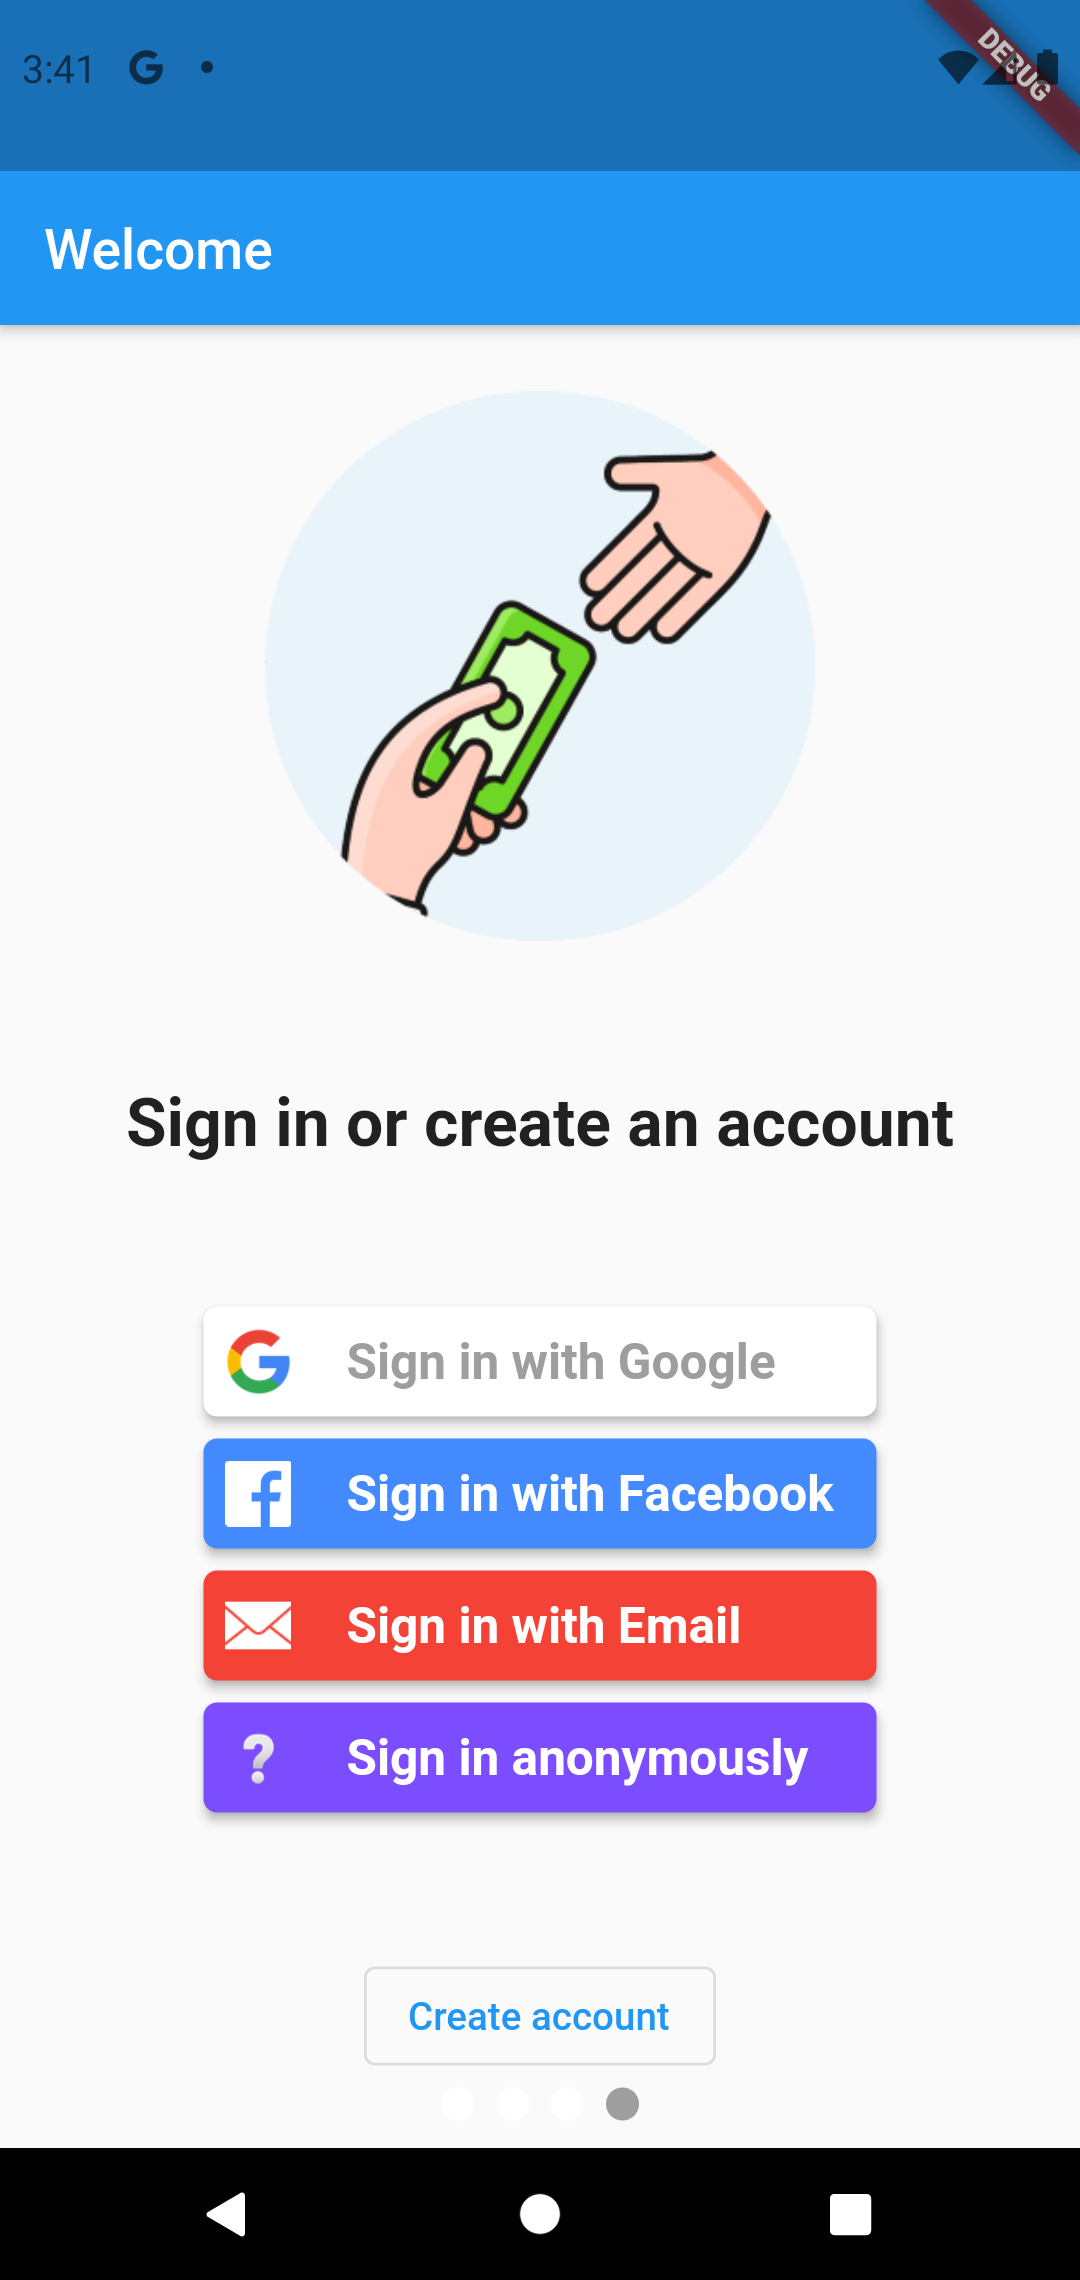 3:41
DEBUG
Welcome
Sign in or create an account
Sign in with Google
Sign in with Facebook
Sign in with Email
Sign in anonymously
Create account